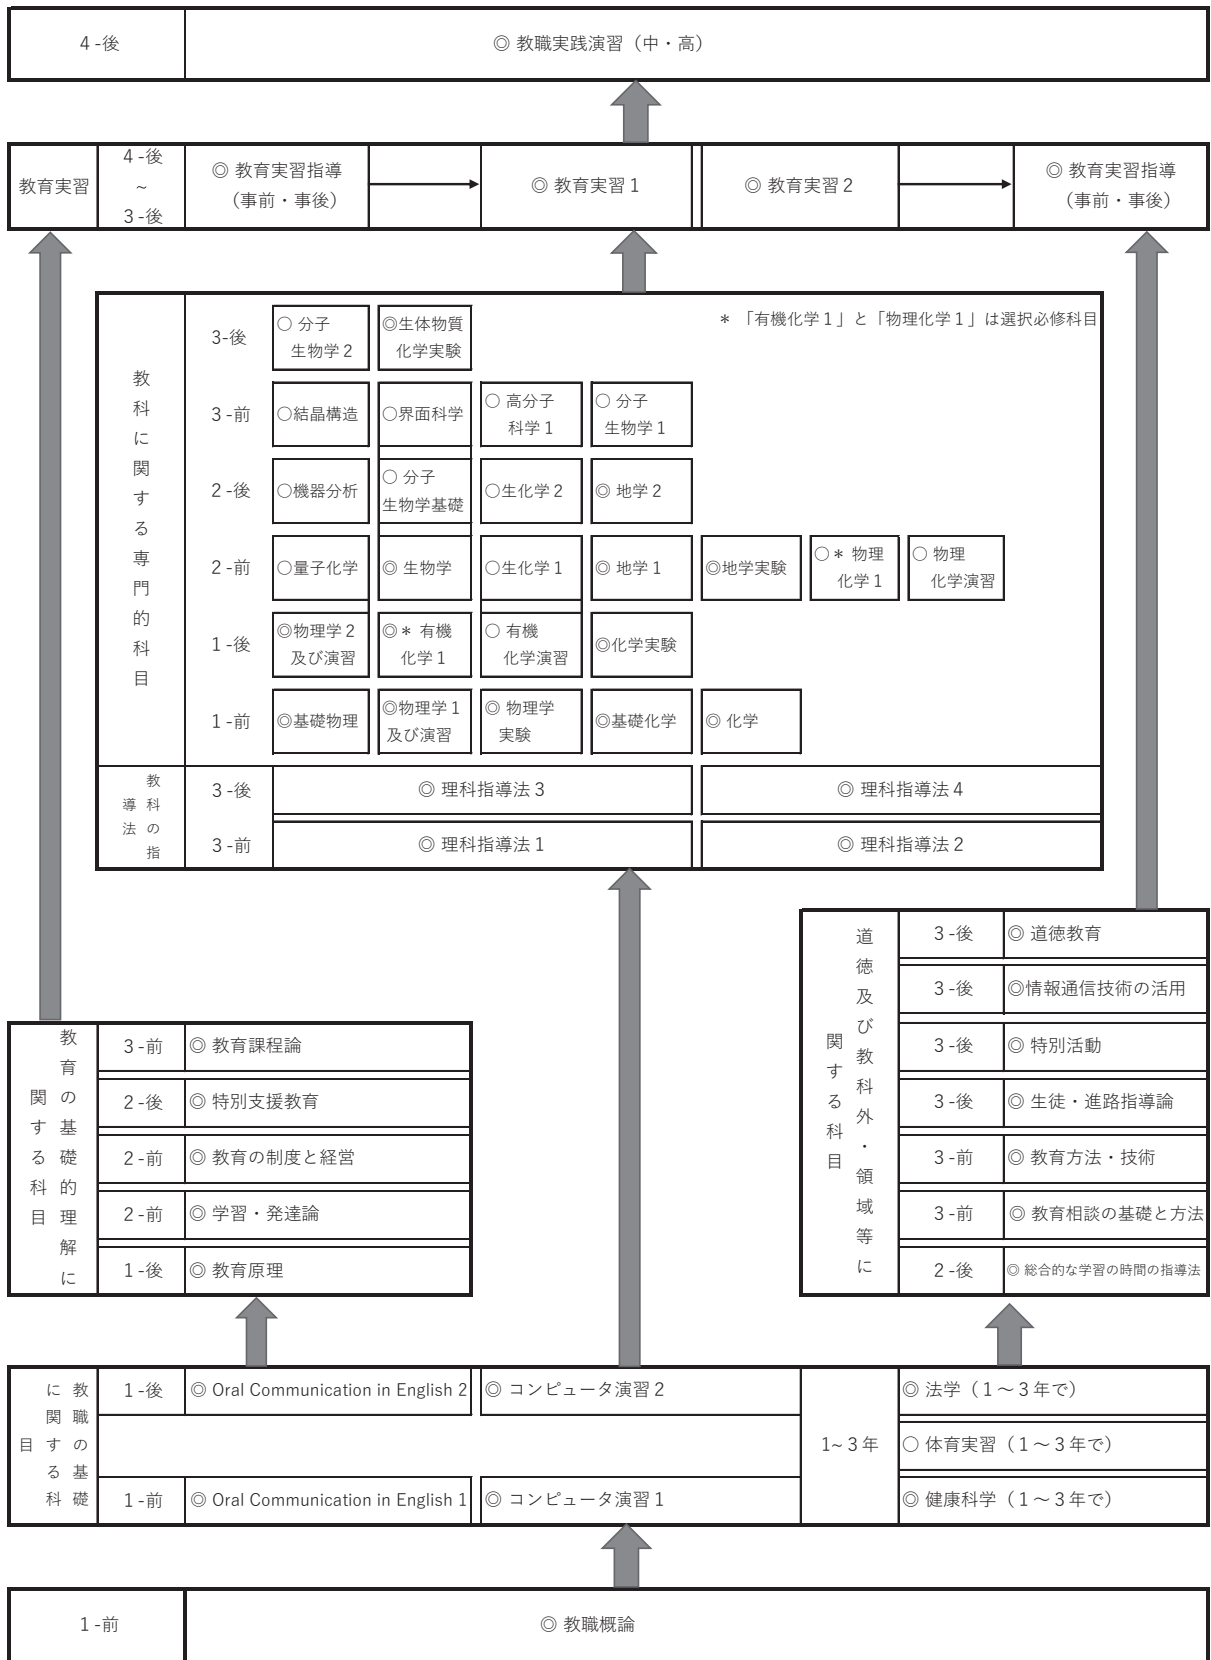 4-後
◎ 教職実践演習（中・高）
教育実習
4-後
~
3-後
◎ 教育実習指導
（事前・事後）
◎ 教育実習1
◎ 教育実習2
◎ 教育実習指導
（事前・事後）
教科に関する専門的科目
＊「有機化学1」と「物理化学1」は選択必修科目
3-後
○ 分子
生物学2
◎生体物質
化学実験
3-前
○結晶構造
○界面科学
○ 高分子
科学1
○ 分子
生物学1
2-後
○機器分析
○ 分子
生物学基礎
○生化学2
◎ 地学2
2-前
○量子化学
◎ 生物学
○生化学1
◎ 地学1
◎地学実験
○＊ 物理
化学1
○ 物理
化学演習
1-後
◎物理学2
及び演習
◎＊ 有機
化学1
○ 有機
化学演習
◎化学実験
1-前
◎基礎物理
◎物理学1
及び演習
◎ 物理学
実験
◎基礎化学
◎ 化学
教科の指
導法
3-後
◎ 理科指導法3
◎ 理科指導法4
3-前
◎ 理科指導法1
◎ 理科指導法2
道徳及び教科外・領域等に
関する科目
3-後
◎ 道徳教育
3-後
◎情報通信技術の活用
3-後
◎ 特別活動
3-後
◎ 生徒・進路指導論
3-前
◎ 教育方法・技術
3-前
◎ 教育相談の基礎と方法
2-後
◎ 総合的な学習の時間の指導法
教育の基礎的理解に
関する科目
3-前
◎ 教育課程論
2-後
◎ 特別支援教育
2-前
◎ 教育の制度と経営
2-前
◎ 学習・発達論
1-後
◎ 教育原理
教職の基礎
に関する科
目
1-後
◎ Oral Communication in English 2
◎ コンピュータ演習2
1-前
◎ Oral Communication in English 1
◎ コンピュータ演習1
1~3年
◎ 法学（1～3年で）
○ 体育実習（1～3年で）
◎ 健康科学（1～3年で）
1-前
◎ 教職概論